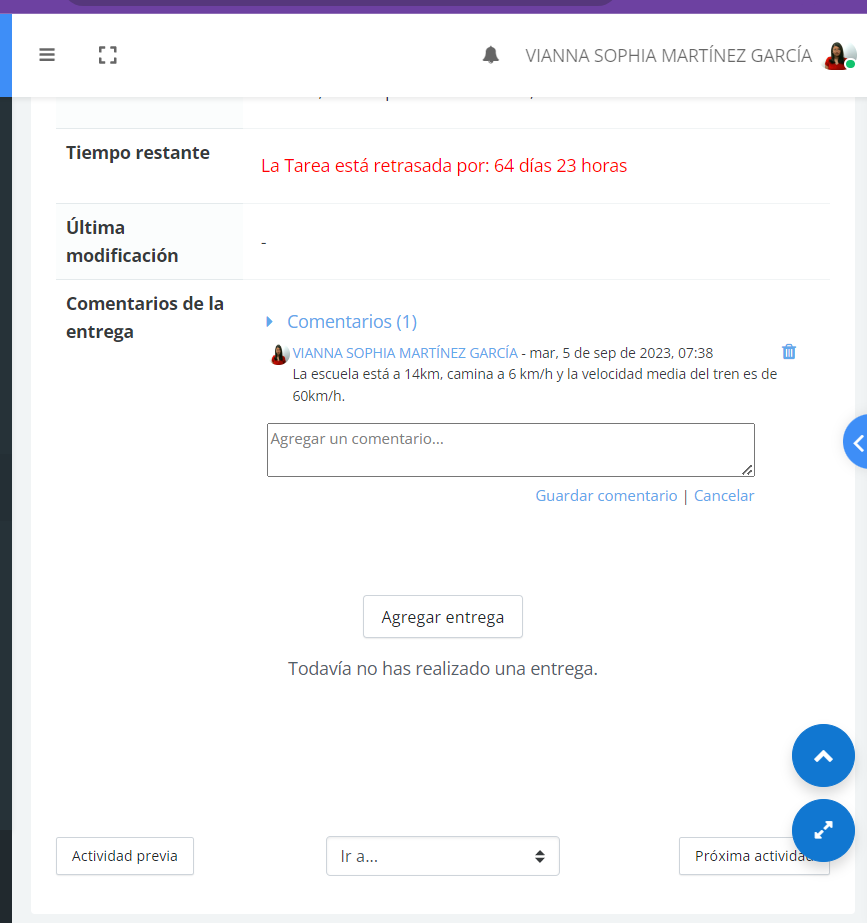 VIANNA SOPHIA MARTÍNEZ GARCÍA
Tiempo restante
La Tarea está retrasada por: 64 días 23 horas
Última
modificación
-
Comentarios de la
entrega
Comentarios (1)
VIANNA SOPHIA MARTÍNEZ GARCÍA - mar, 5 de sep de 2023, 07:38
La escuela está a 14km, camina a 6 km/h y la velocidad media del tren es de
60km/h.
Agregar un comentario...
Guardar comentario | Cancelar
Agregar entrega
Todavía no has realizado una entrega.
Actividad previa
Ir a...
Próxima actividad